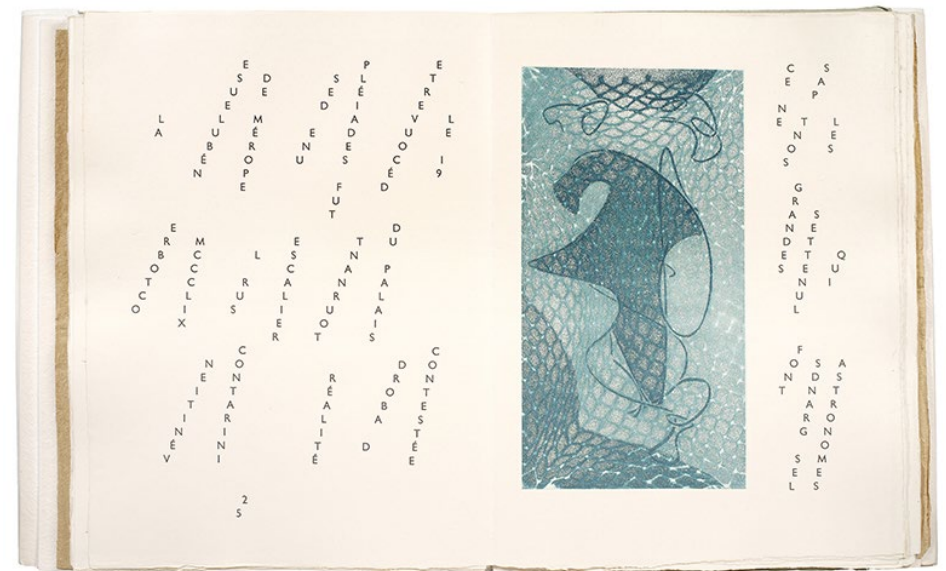 LA
NÉBULEUSE
DE
MÉROPE
UNE
DES
PLÉIADES
FUT
DÉCOUVERTE
LE
19
OCTOBRE
MCCCLIX
SUR
L
ESCALIER
TOURNANT
DU
PALAIS
CONTARINI
VÉNITIEN
RÉALITÉ
D
ABORD
CONTESTÉE
25
CE
NE
SONT
PAS
LES
GRANDES
LUNETTES
QUI
FONT
LES
GRANDS
ASTRONOMES